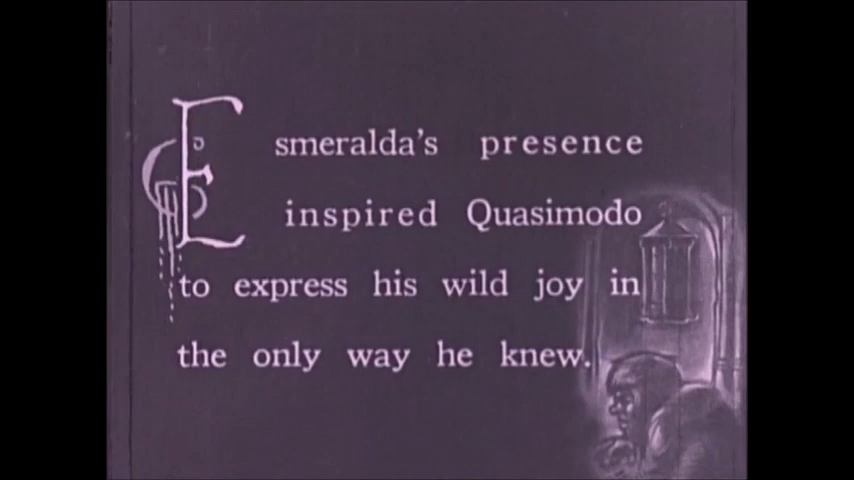 Esmeralda's presence
inspired Quasimodo
to express his wild joy in
the only way he knew.